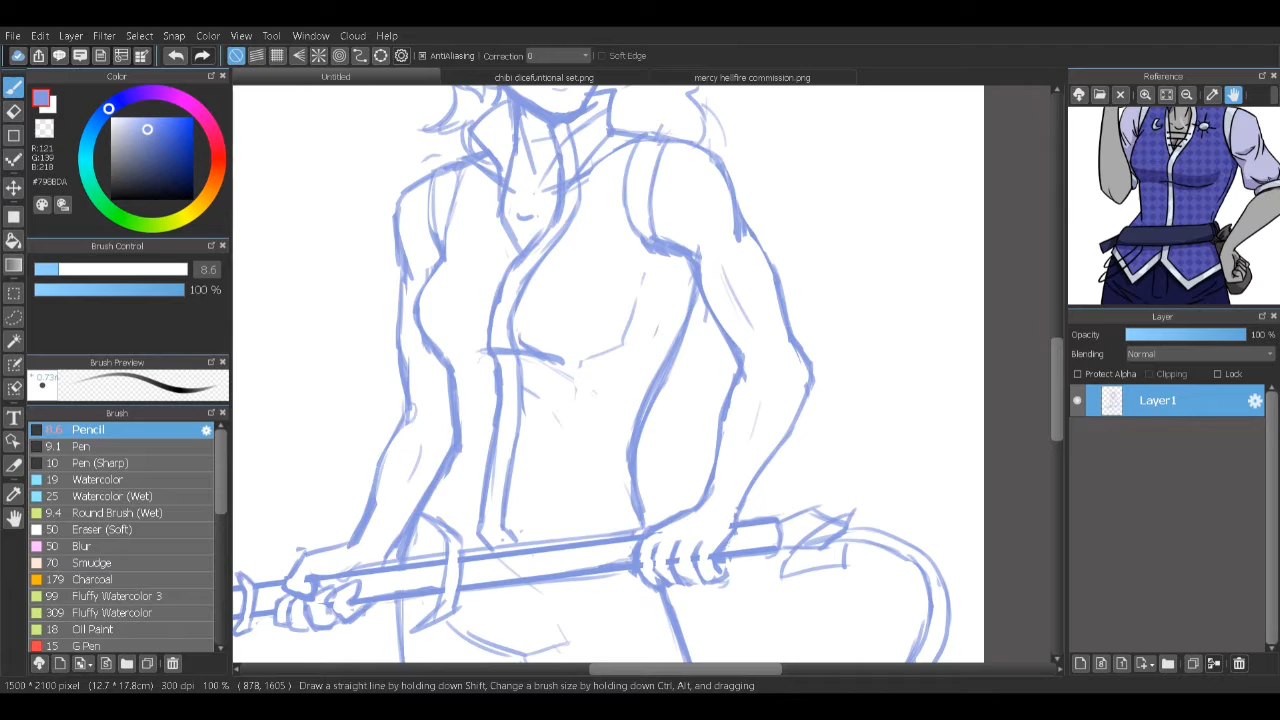 File Edit Layer Filter Select Snap Color View Tool Window Cloud Help
AntiAliasing Correction 0 Soft Edge
Color Untitled chibi dicefuntional set.png mercy hellfire commission.png Reference
R:121
G:139
B:218
#798BDA
Brush Control
8.6
100 %
Layer
Opacity 100 %
Blending Normal
Brush Preview
Protect Alpha Clipping Lock
Layer1
Brush
8.6 Pencil
9.1 Pen
10 Pen (Sharp)
19 Watercolor
25 Watercolor (Wet)
9.4 Round Brush (Wet)
50 Eraser (Soft)
50 Blur
70 Smudge
179 Charcoal
99 Fluffy Watercolor 3
309 Fluffy Watercolor
18 Oil Paint
15 G Pen
1500 * 2100 pixel (12.7 * 17.8cm) 300 dpi 100 % ( 878, 1605) Draw a straight line by holding down Shift, Change a brush size by holding down Ctrl, Alt, and dragging